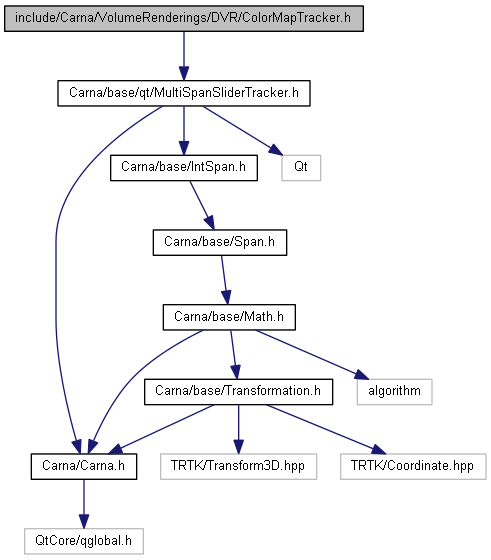 include/Carna/VolumeRenderings/DVR/ColorMapTracker.h
Carna/base/qt/MultiSpanSliderTracker.h
Carna/base/IntSpan.h
Qt
Carna/base/Span.h
Carna/base/Math.h
Carna/base/Transformation.h
algorithm
Carna/Carna.h
TRTK/Transform3D.hpp
TRTK/Coordinate.hpp
QtCore/qglobal.h